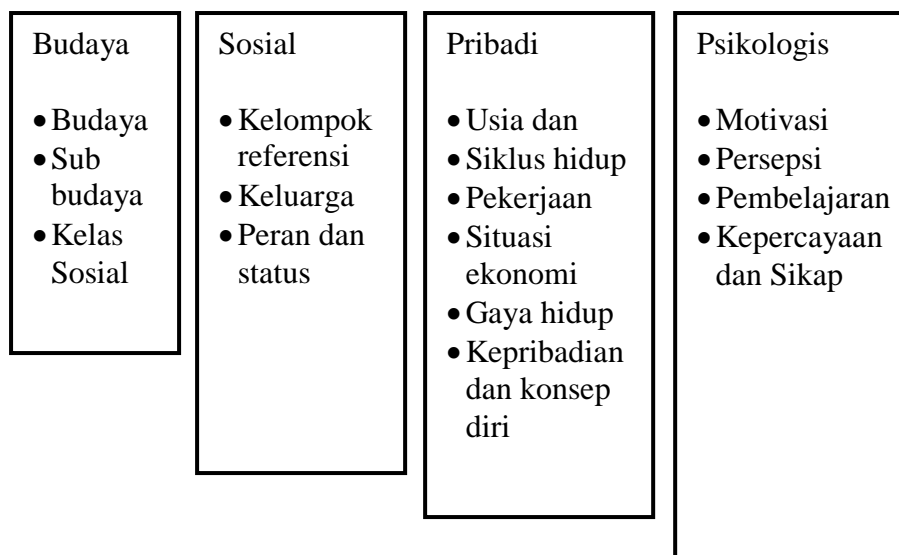 Budaya
• Budaya
• Sub
budaya
• Kelas
Sosial
Sosial
• Kelompok
referensi
• Keluarga
• Peran dan
status
Pribadi
• Usia dan
• Siklus hidup
• Pekerjaan
• Situasi
ekonomi
• Gaya hidup
• Kepribadian
dan konsep
diri
Psikologis
• Motivasi
• Persepsi
• Pembelajaran
• Kepercayaan
dan Sikap